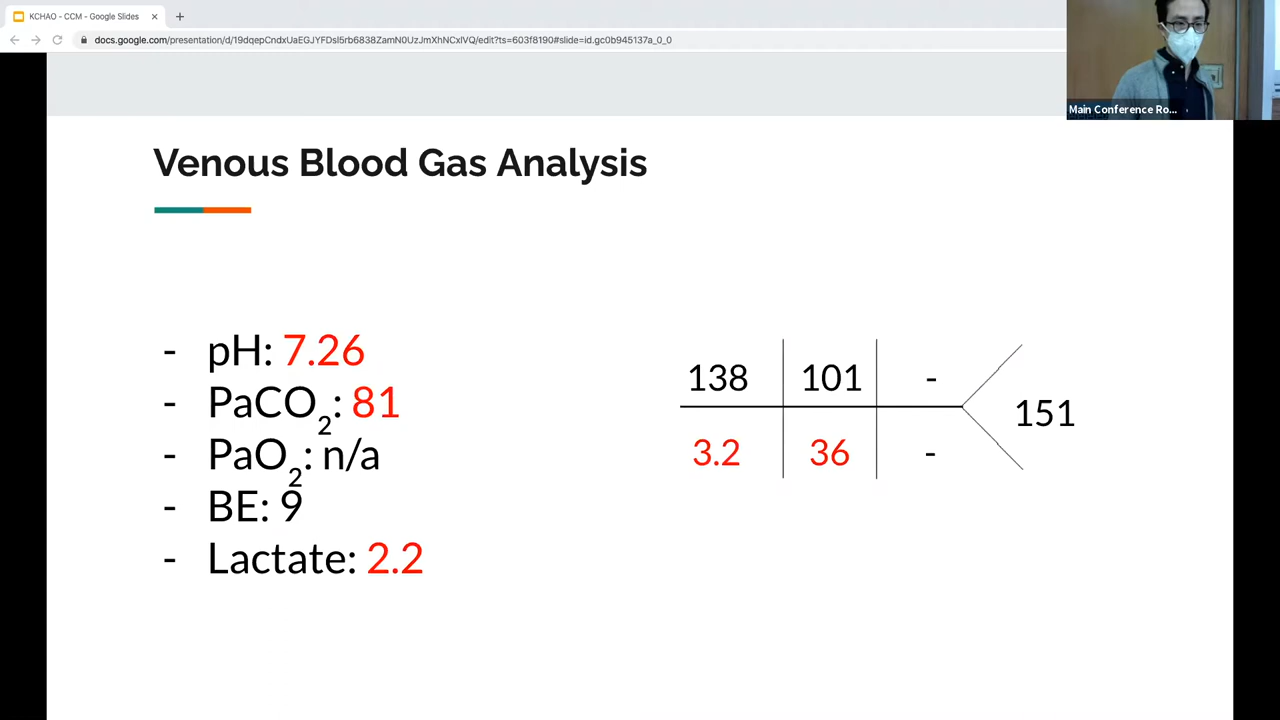 KCHAO - CCM - Google Slides
docs.google.com/presentation/d/19dqepCndxUaEGJYFDsl5rb6838ZamN0UzJmXhNCxlVQ/edit?ts=603f8190#slide=id.gc0b945137a_0_0
Main Conference Ro...
Venous Blood Gas Analysis
- pH: 7.26
- PaCO2: 81
- PaO2: n/a
- BE: 9
- Lactate: 2.2
138 101 -
151
3.2 36 -